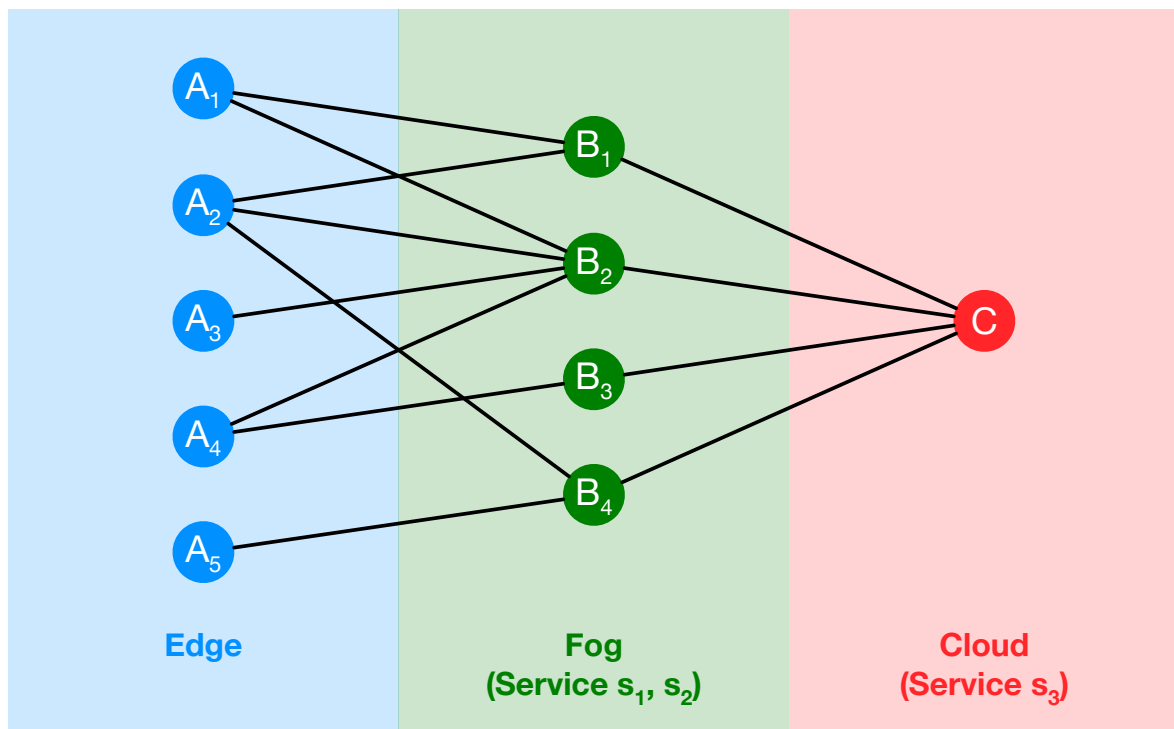 A₁
A₂
A₃
A₄
A₅
B₁
B₂
B₃
B₄
C
Edge
Fog
(Service s₁, s₂)
Cloud
(Service s₃)